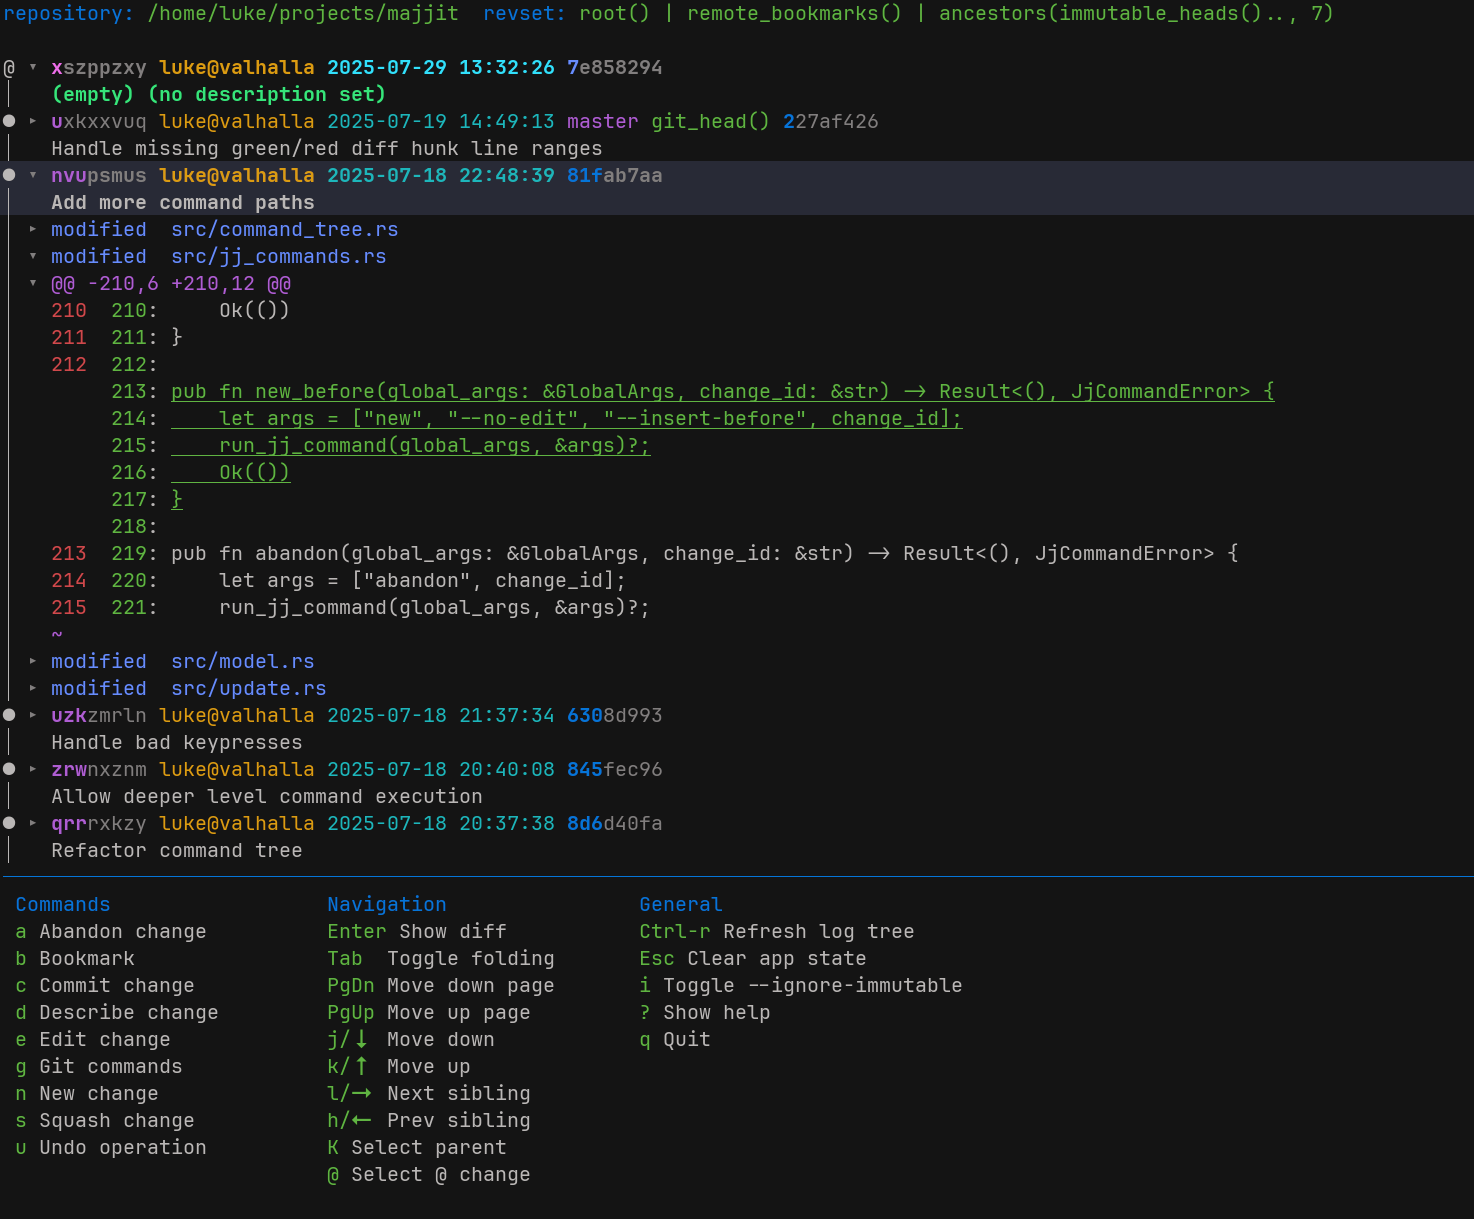 repository: /home/luke/projects/majjit  revset: root() | remote_bookmarks() | ancestors(immutable_heads().., 7)
@ ▾ xszppzxy luke@valhalla 2025-07-29 13:32:26 7e858294
│   (empty) (no description set)
● ▸ uxkxxvuq luke@valhalla 2025-07-19 14:49:13 master git_head() 227af426
│   Handle missing green/red diff hunk line ranges
● ▾ nvupsmus luke@valhalla 2025-07-18 22:48:39 81fab7aa
│   Add more command paths
│ ▸ modified  src/command_tree.rs
│ ▾ modified  src/jj_commands.rs
│ ▾ @@ -210,6 +210,12 @@
│   210  210:     Ok(())
│   211  211: }
│   212  212:
│        213: pub fn new_before(global_args: &GlobalArgs, change_id: &str) -> Result<(), JjCommandError> {
│        214:     let args = ["new", "--no-edit", "--insert-before", change_id];
│        215:     run_jj_command(global_args, &args)?;
│        216:     Ok(())
│        217: }
│        218:
│   213  219: pub fn abandon(global_args: &GlobalArgs, change_id: &str) -> Result<(), JjCommandError> {
│   214  220:     let args = ["abandon", change_id];
│   215  221:     run_jj_command(global_args, &args)?;
│   ~
│ ▸ modified  src/model.rs
│ ▸ modified  src/update.rs
● ▸ uzkzmrln luke@valhalla 2025-07-18 21:37:34 6308d993
│   Handle bad keypresses
● ▸ zrwnxznm luke@valhalla 2025-07-18 20:40:08 845fec96
│   Allow deeper level command execution
● ▸ qrrrxkzy luke@valhalla 2025-07-18 20:37:38 8d6d40fa
│   Refactor command tree
Commands
a Abandon change
b Bookmark
c Commit change
d Describe change
e Edit change
g Git commands
n New change
s Squash change
u Undo operation
Navigation
Enter Show diff
Tab  Toggle folding
PgDn Move down page
PgUp Move up page
j/↓  Move down
k/↑  Move up
l/→ Next sibling
h/← Prev sibling
K Select parent
@ Select @ change
General
Ctrl-r Refresh log tree
Esc Clear app state
i Toggle --ignore-immutable
? Show help
q Quit